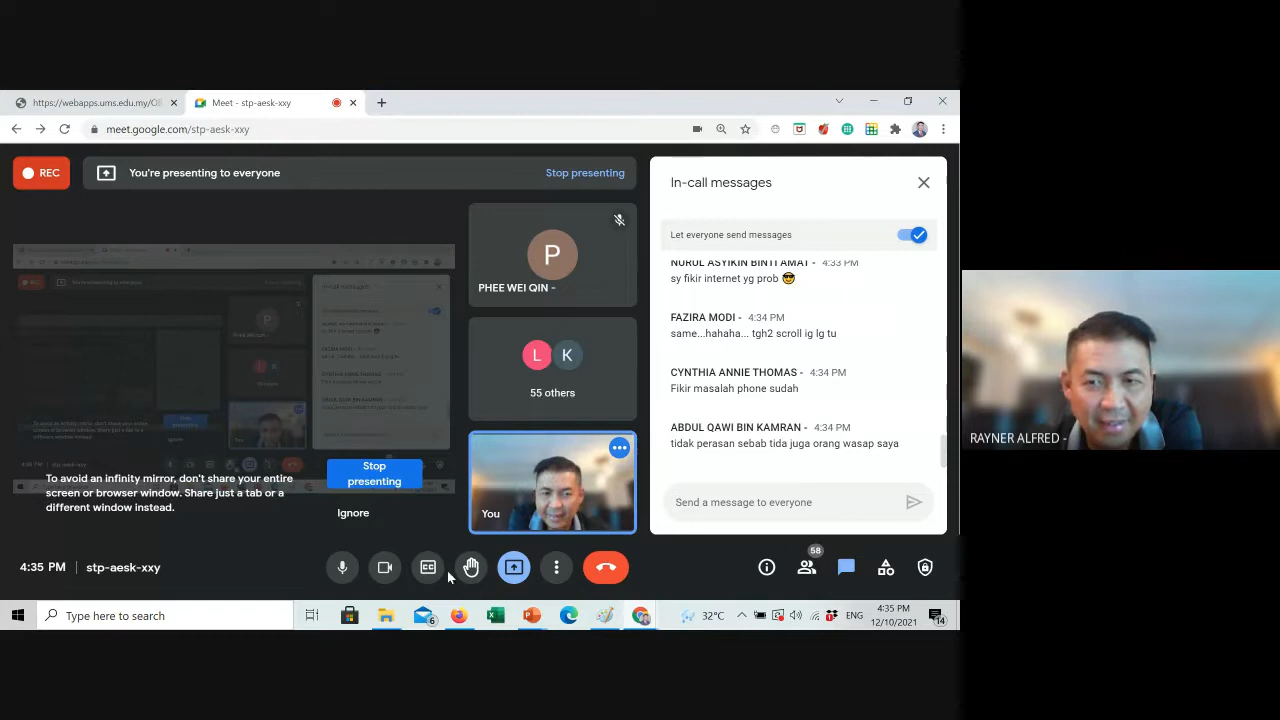 https://webapps.ums.edu.my/Ol
Meet - stp-aesk-xxy
meet.google.com/stp-aesk-xxy
REC
You're presenting to everyone
Stop presenting
In-call messages
Let everyone send messages
NURUL ASYIKIN BINTI AMAT - 4:33 PM
sy fikir internet yg prob 😎
FAZIRA MODI - 4:34 PM
same...hahaha... tgh2 scroll ig lg tu
CYNTHIA ANNIE THOMAS - 4:34 PM
Fikir masalah phone sudah
ABDUL QAWI BIN KAMRAN - 4:34 PM
tidak perasan sebab tida juga orang wasap saya
Send a message to everyone
P
PHEE WEI QIN -
L K
55 others
You
To avoid an infinity mirror, don't share your entire
screen or browser window. Share just a tab or a
different window instead.
Stop
presenting
Ignore
4:35 PM | stp-aesk-xxy
58
RAYNER ALFRED -
Type here to search
6
32°C
ENG
4:35 PM
12/10/2021
14